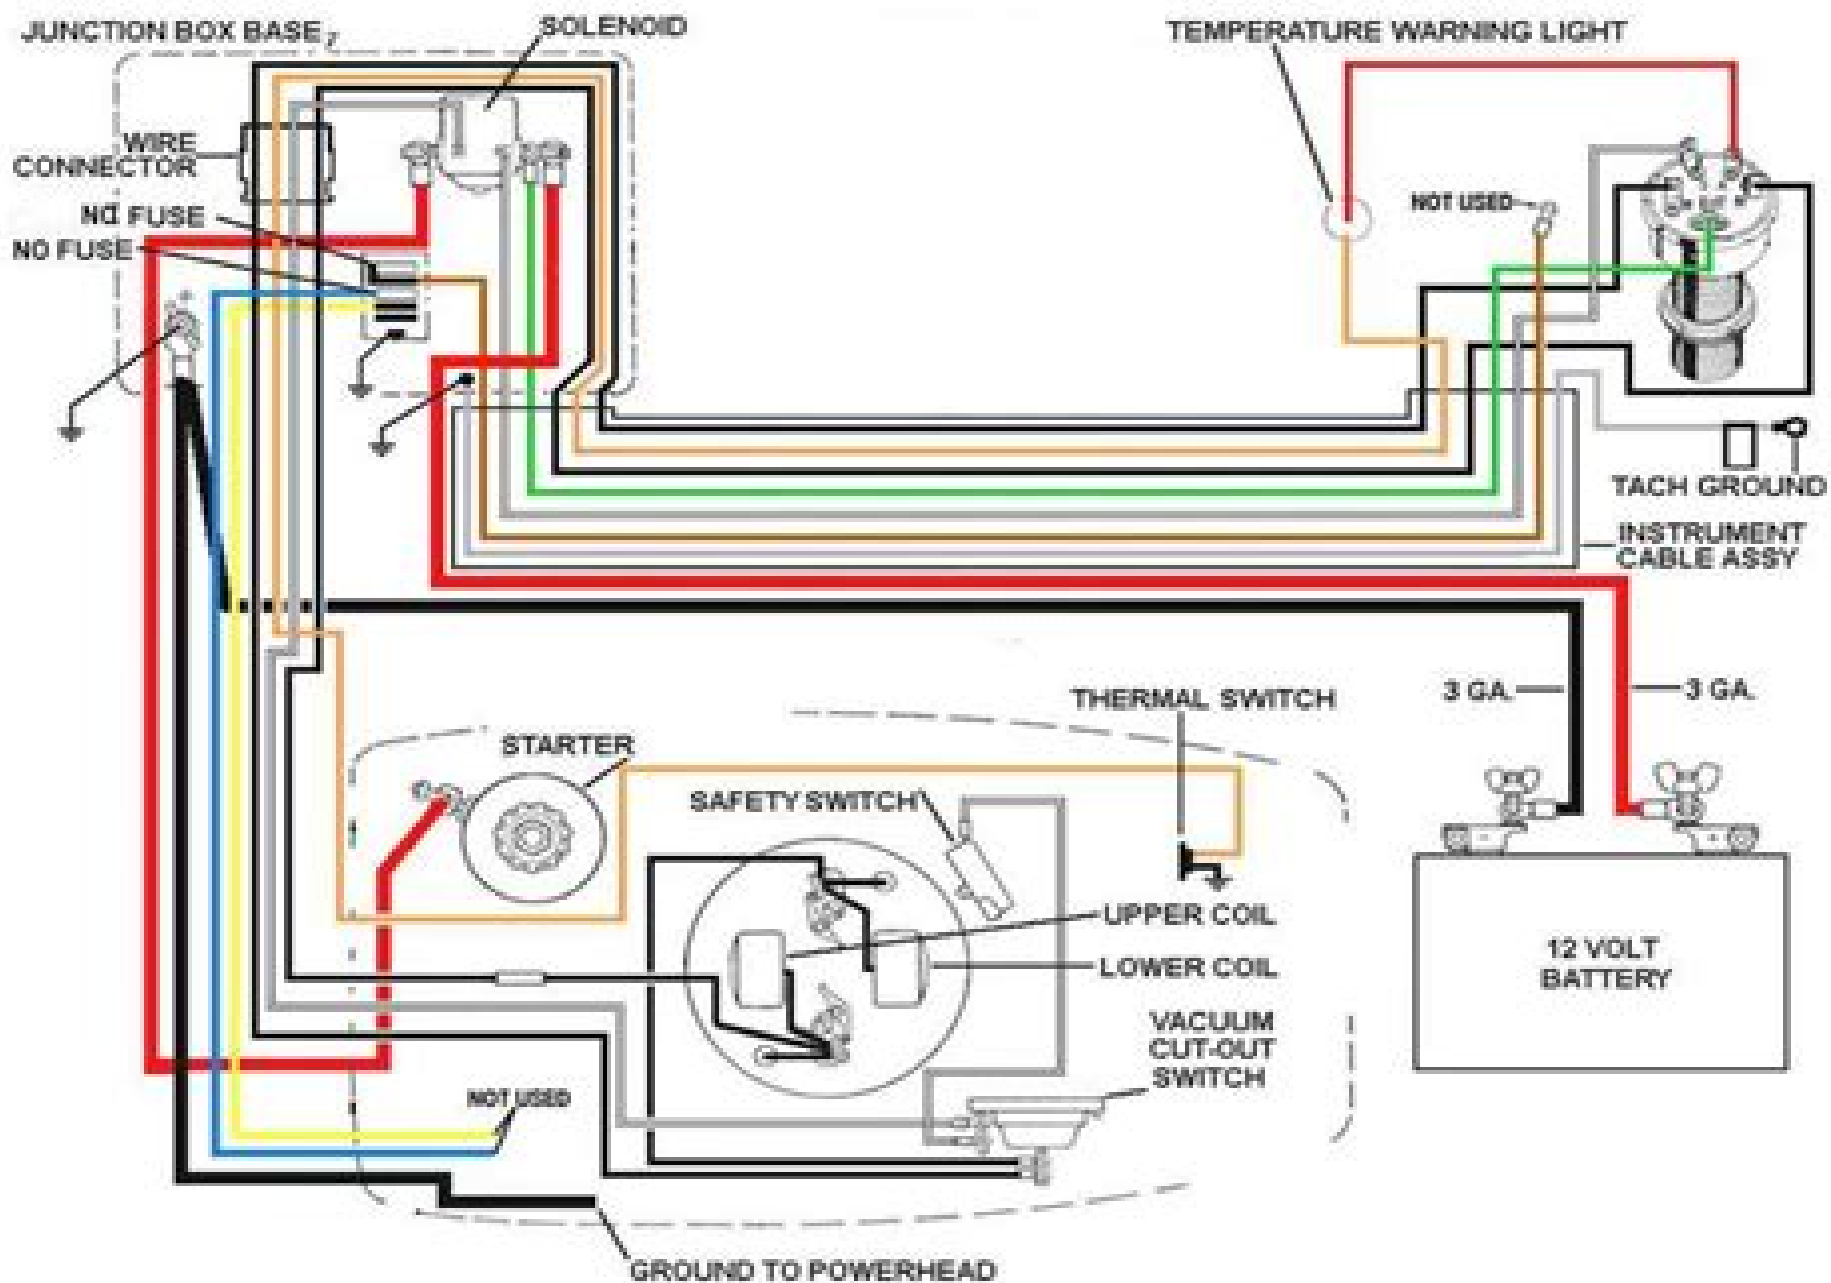 JUNCTION BOX BASE
SOLENOID
TEMPERATURE WARNING LIGHT
WIRE
CONNECTOR
NO FUSE
NO FUSE
NOT USED
TACH GROUND
INSTRUMENT
CABLE ASSY
3 GA.
3 GA.
THERMAL SWITCH
STARTER
SAFETY SWITCH
UPPER COIL
LOWER COIL
12 VOLT
BATTERY
VACUUM
CUT-OUT
SWITCH
NOT USED
GROUND TO POWERHEAD